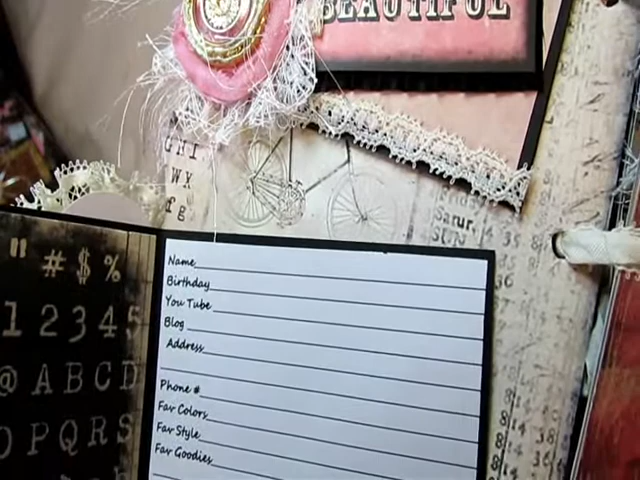 BEAUTIFUL
G H I
W X
f g
Satur
SUN
" # $ %
1 2 3 4 5
@ A B C D
O P Q R S
Name
Birthday
You Tube
Blog
Address
Phone #
Fav Colors
Fav Style
Fav Goodies